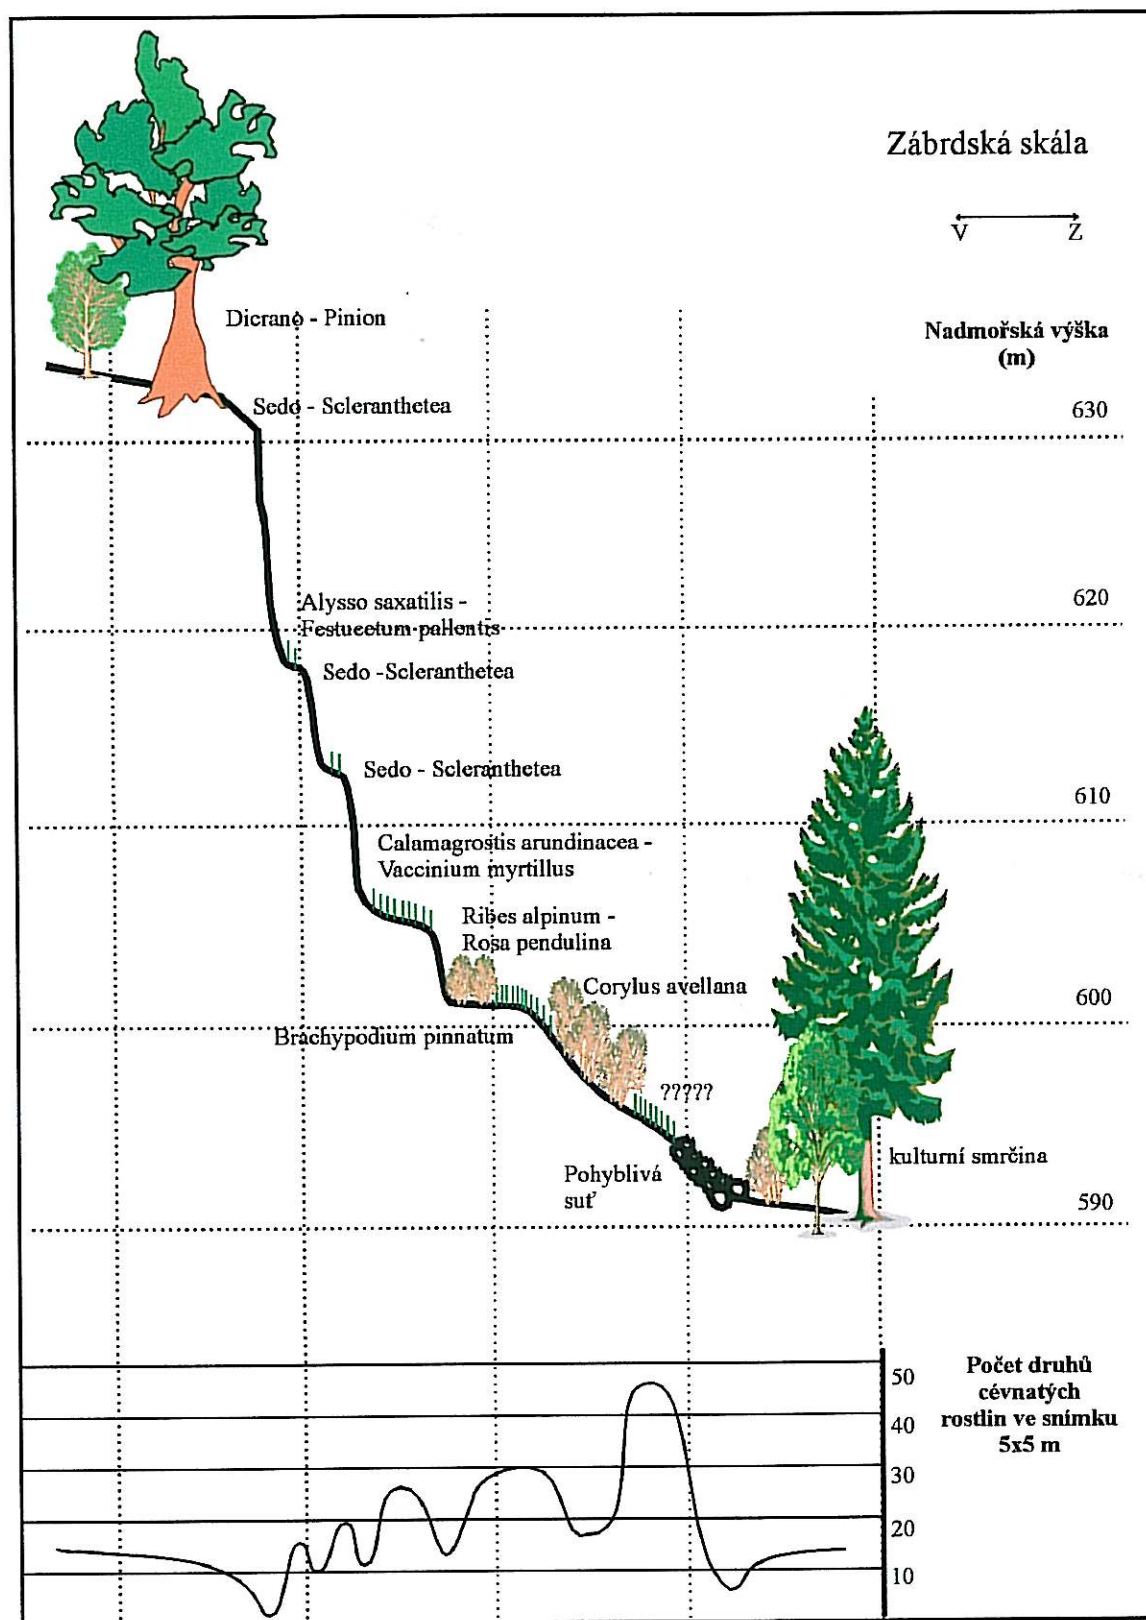 Zábrdská skála
V Z
Dicrano - Pinion
Nadmořská výška
(m)
Sedo - Scleranthetea
630
Alysso saxatilis -
Festucetum pallentis
620
Sedo -Scleranthetea
Sedo - Scleranthetea
610
Calamagrostis arundinacea -
Vaccinium myrtillus
Ribes alpinum -
Rosa pendulina
Corylus avellana
600
Brachypodium pinnatum
?????
kulturní smrčina
Pohyblivá
suť
590
Počet druhů
cévnatých
rostlin ve snímku
5x5 m
50
40
30
20
10